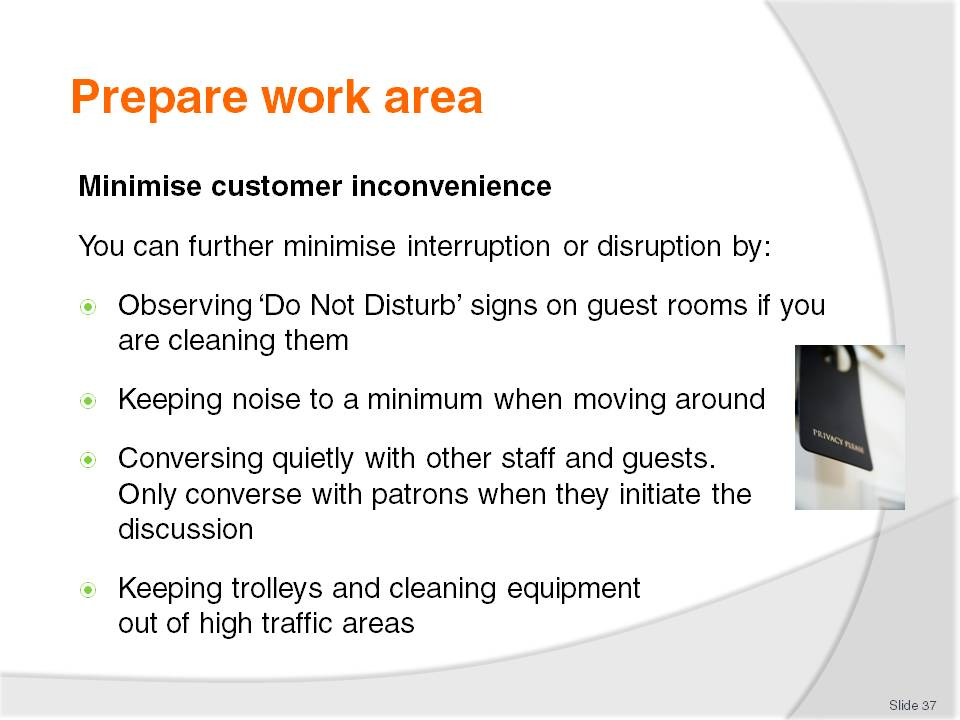 Prepare work area
Minimise customer inconvenience
You can further minimise interruption or disruption by:
Observing ‘Do Not Disturb’ signs on guest rooms if you
are cleaning them
Keeping noise to a minimum when moving around
PRIVACY PLEASE
Conversing quietly with other staff and guests.
Only converse with patrons when they initiate the
discussion
Keeping trolleys and cleaning equipment
out of high traffic areas
Slide 37